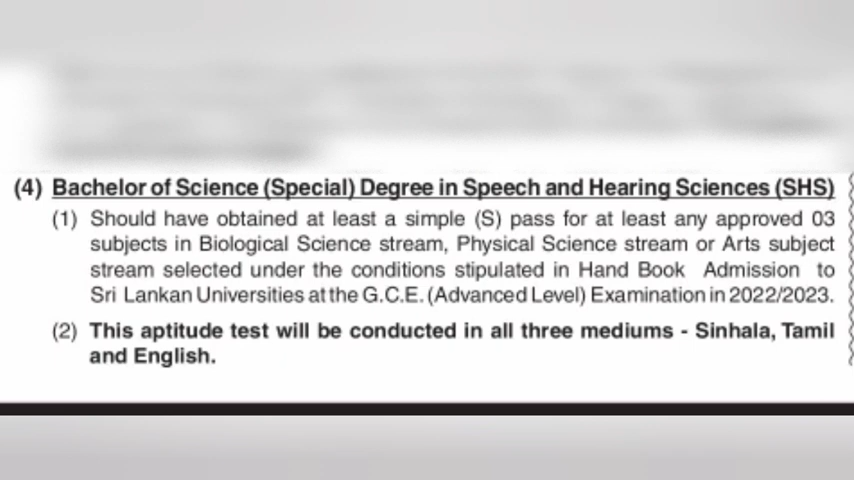 (4) Bachelor of Science (Special) Degree in Speech and Hearing Sciences (SHS)
(1) Should have obtained at least a simple (S) pass for at least any approved 03
subjects in Biological Science stream, Physical Science stream or Arts subject
stream selected under the conditions stipulated in Hand Book Admission to
Sri Lankan Universities at the G.C.E. (Advanced Level) Examination in 2022/2023.
(2) This aptitude test will be conducted in all three mediums - Sinhala, Tamil
and English.